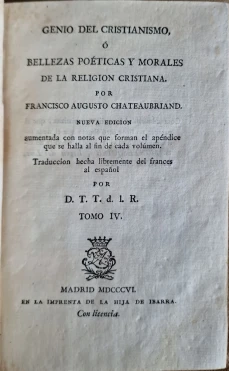 GENIO DEL CRISTIANISMO,
Ó
BELLEZAS POÉTICAS Y MORALES
DE LA RELIGION CRISTIANA.
POR
FRANCISCO AUGUSTO CHATEAUBRIAND.
NUEVA EDICION
aumentada con notas que forman el apéndice
que se halla al fin de cada volúmen.
Traduccion hecha libremente del frances
al español
POR
D. T. T. d. l. R.
TOMO IV.
MADRID MDCCCVI.
EN LA IMPRENTA DE LA HIJA DE IBARRA.
Con licencia.